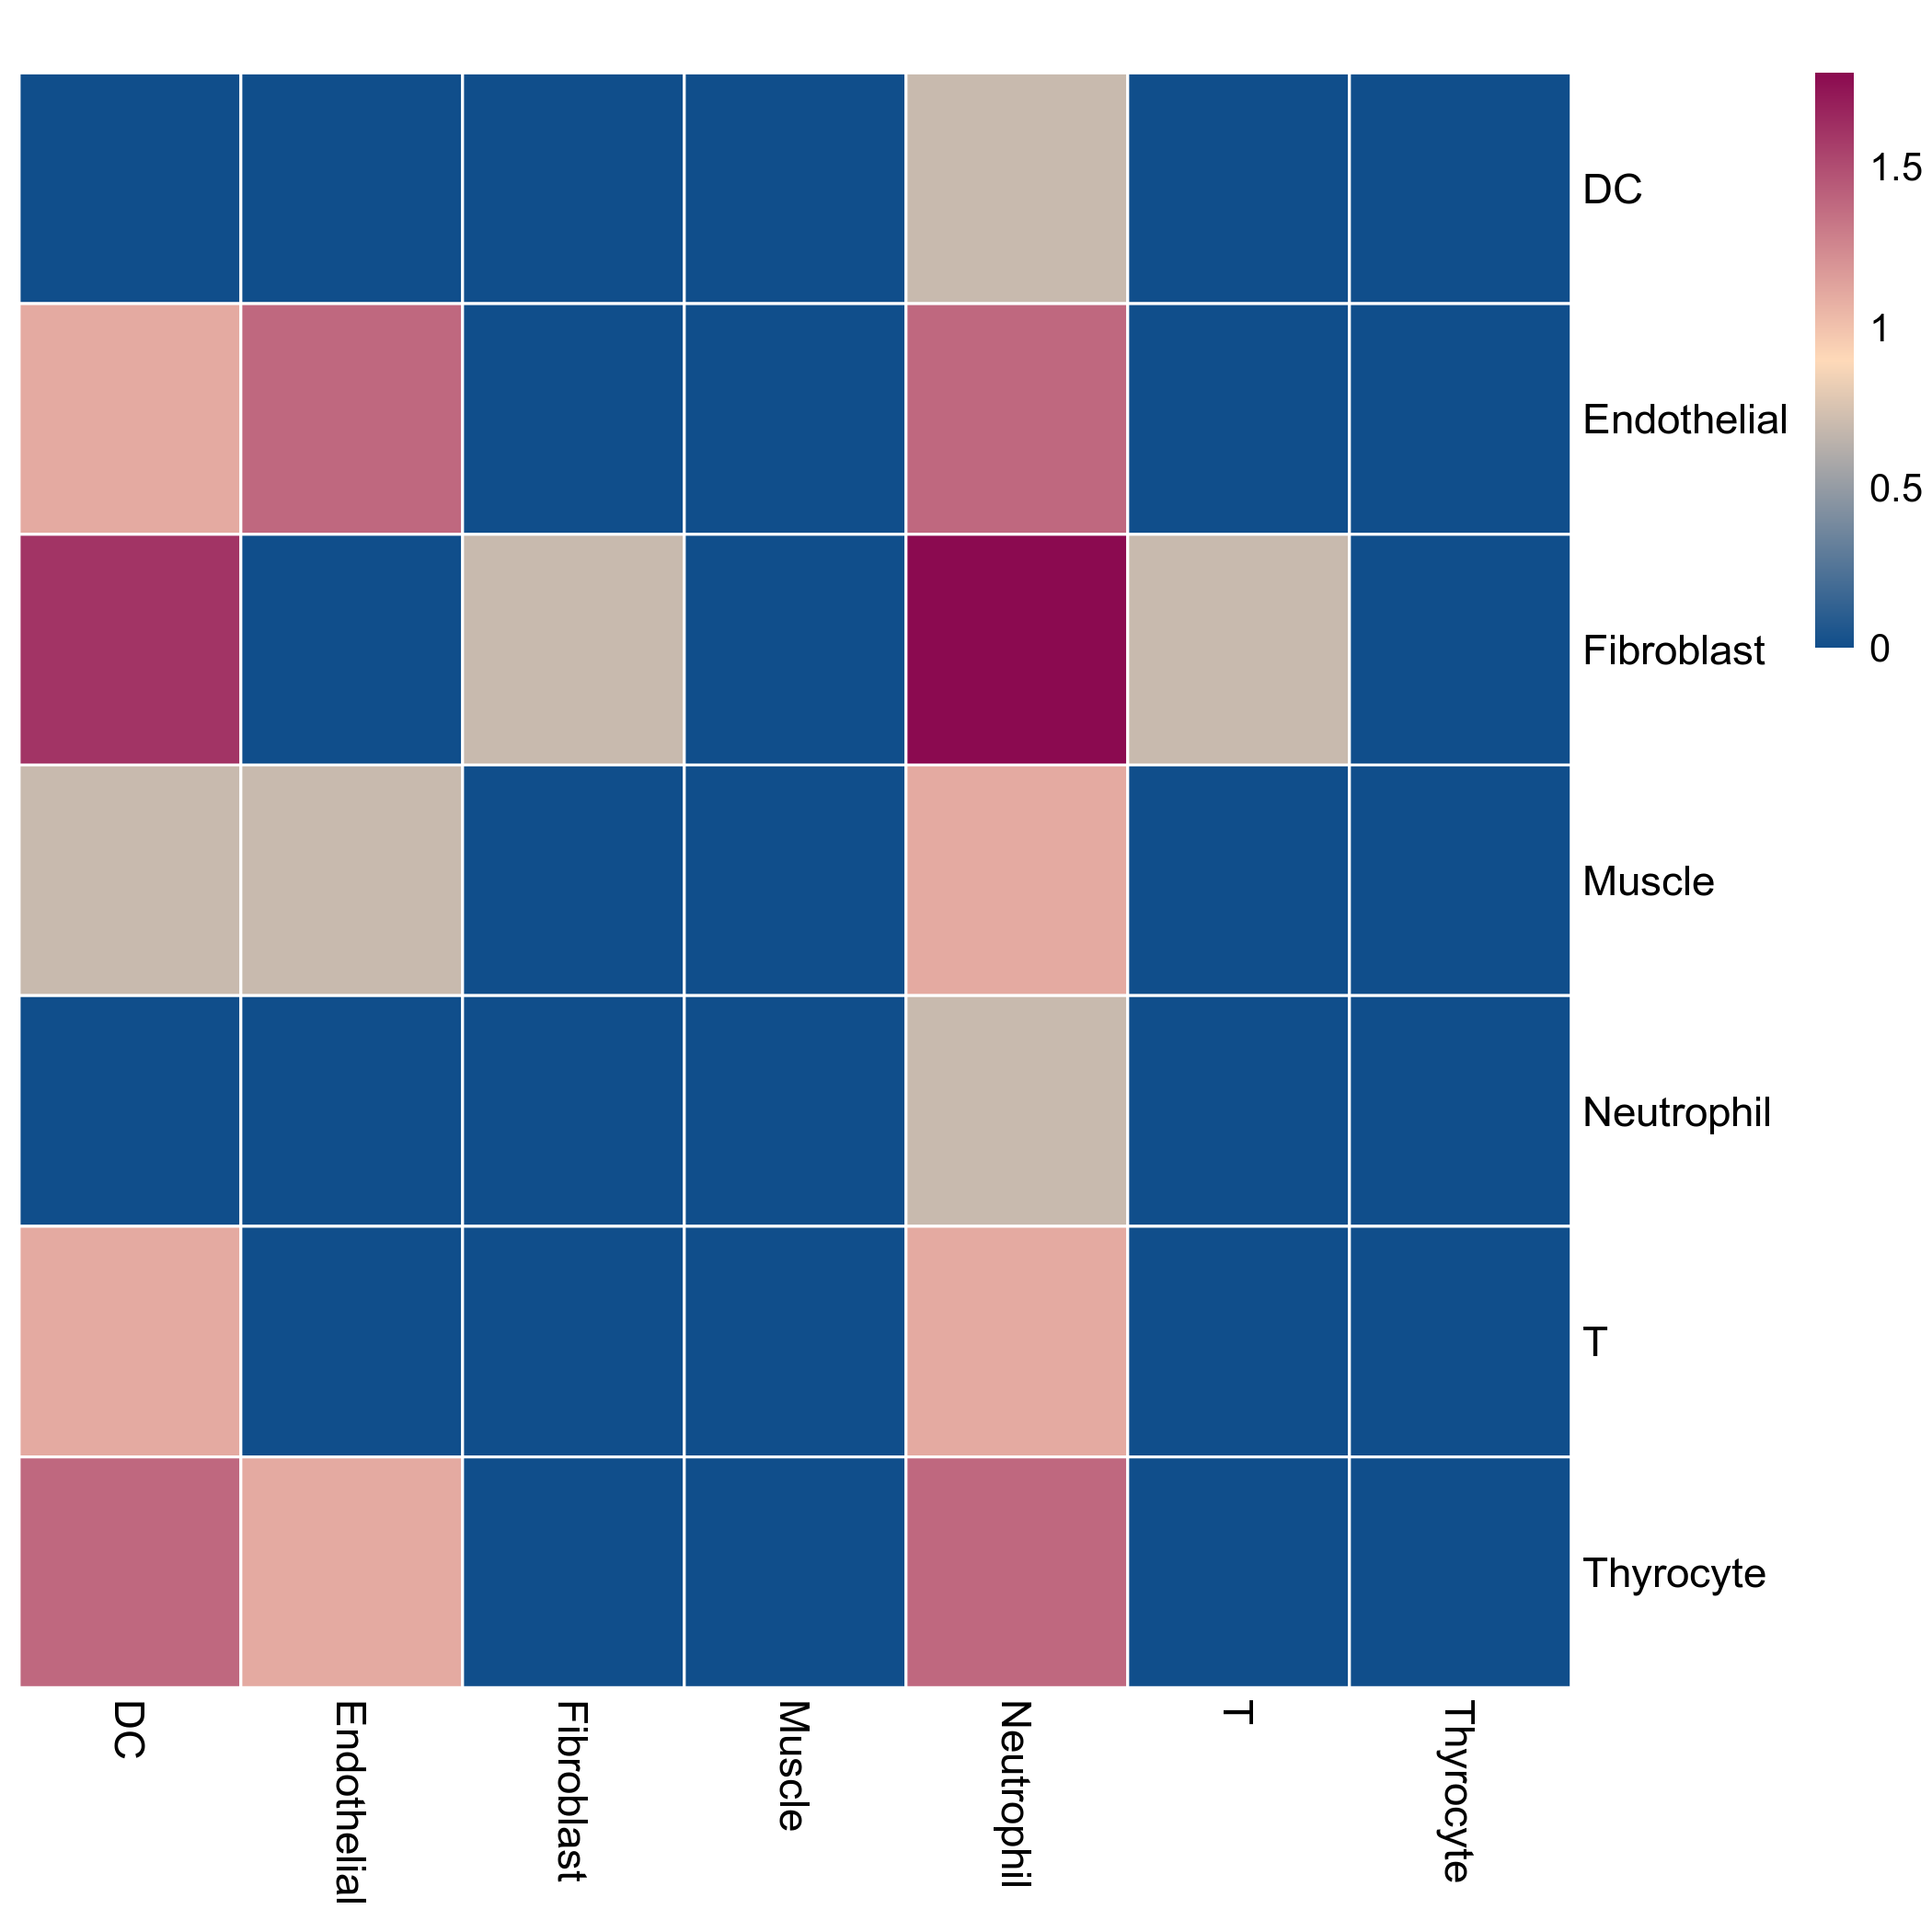 DC
Endothelial
Fibroblast
Muscle
Neutrophil
T
Thyrocyte
1.5
1
0.5
0
DC
Endothelial
Fibroblast
Muscle
Neutrophil
T
Thyrocyte